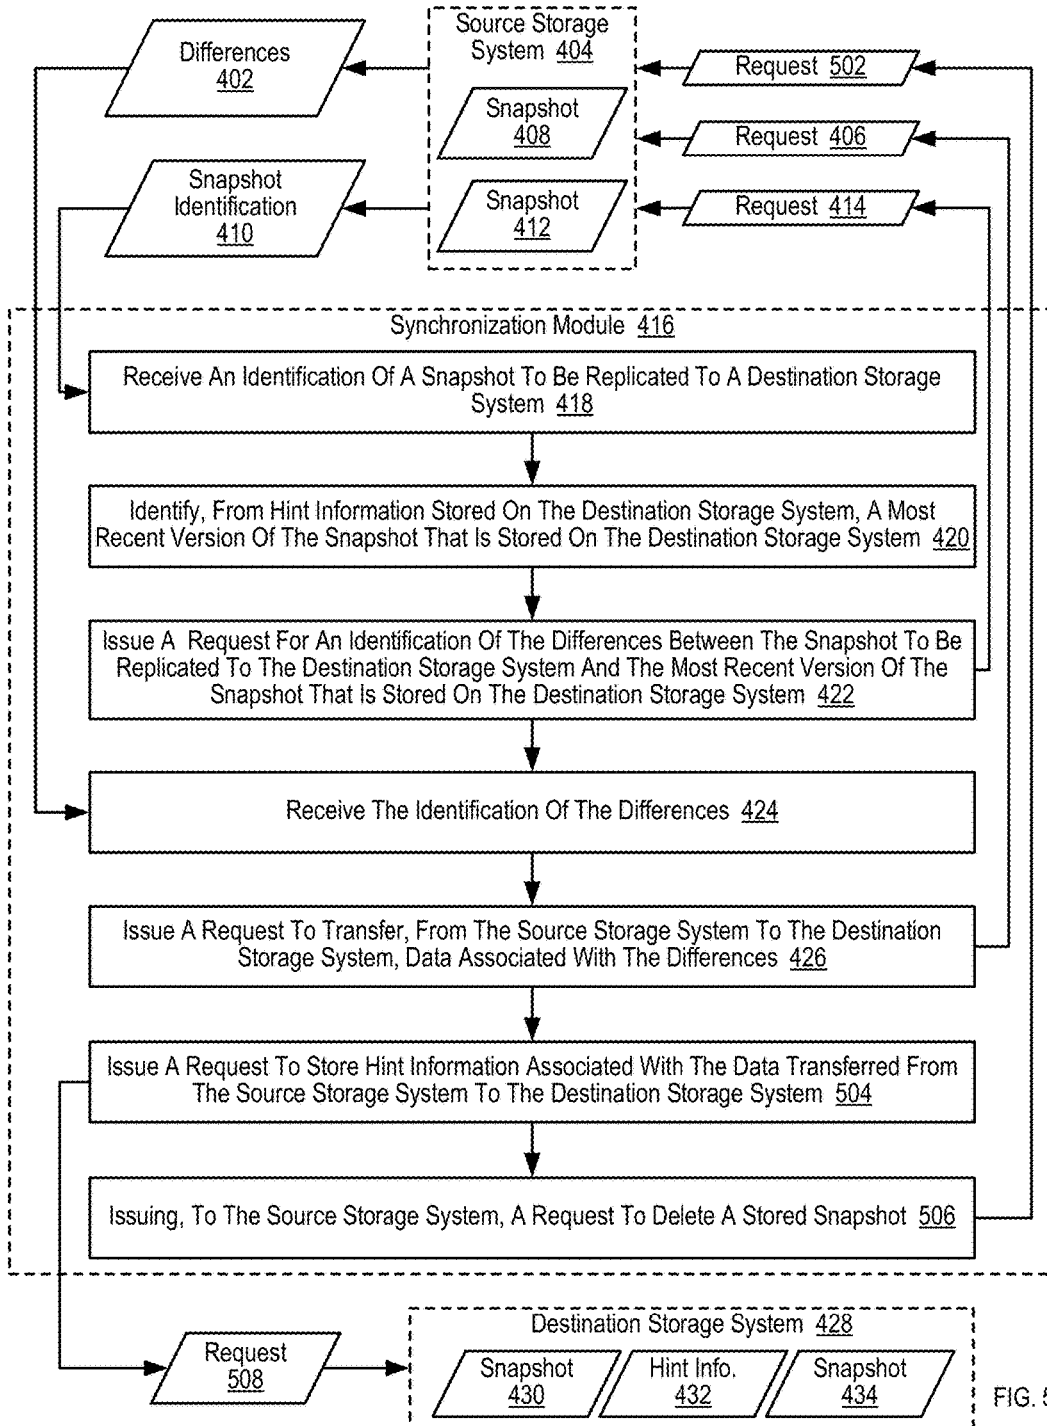 Differences
402
Source Storage
System 404
Request 502
Snapshot
408
Request 406
Snapshot
Identification
410
Snapshot
412
Request 414
Synchronization Module 416
Receive An Identification Of A Snapshot To Be Replicated To A Destination Storage
System 418
Identify, From Hint Information Stored On The Destination Storage System, A Most
Recent Version Of The Snapshot That Is Stored On The Destination Storage System 420
Issue A Request For An Identification Of The Differences Between The Snapshot To Be
Replicated To The Destination Storage System And The Most Recent Version Of The
Snapshot That Is Stored On The Destination Storage System 422
Receive The Identification Of The Differences 424
Issue A Request To Transfer, From The Source Storage System To The Destination
Storage System, Data Associated With The Differences 426
Issue A Request To Store Hint Information Associated With The Data Transferred From
The Source Storage System To The Destination Storage System 504
Issuing, To The Source Storage System, A Request To Delete A Stored Snapshot 506
Request
508
Destination Storage System 428
Snapshot
430
Hint Info.
432
Snapshot
434
FIG. 5